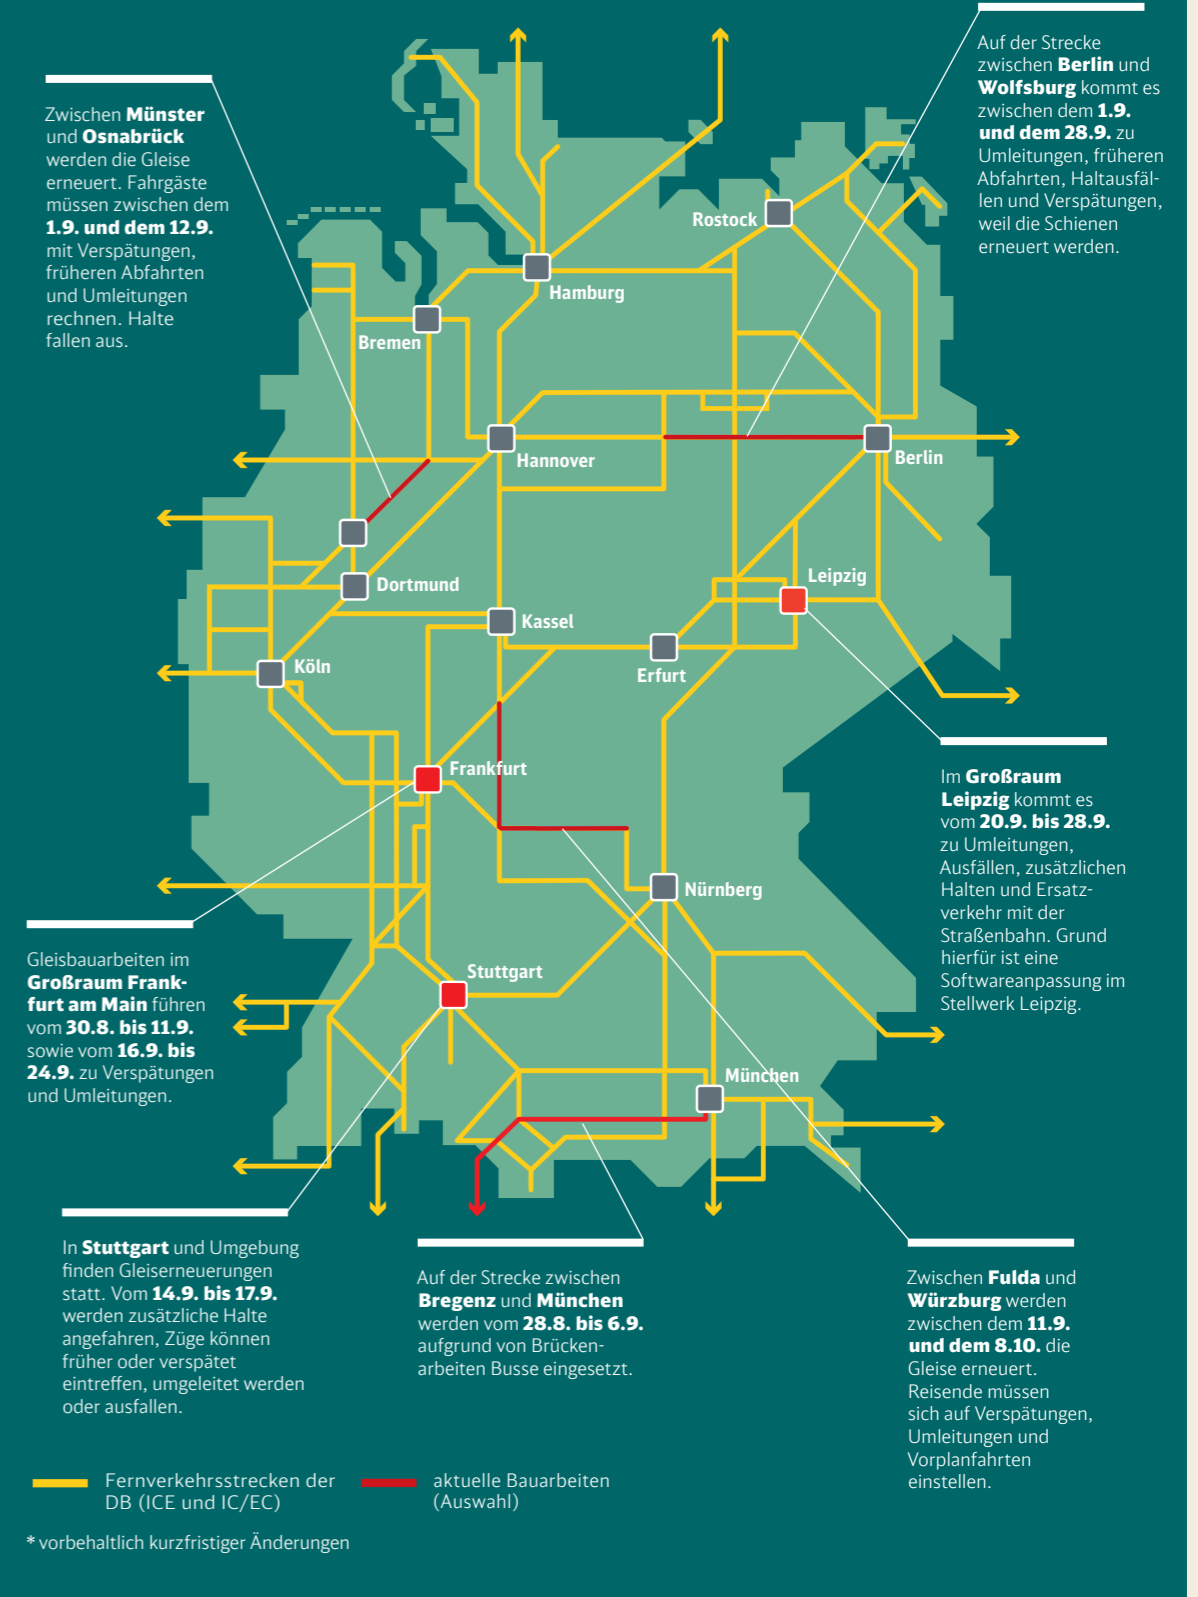 Zwischen Münster
und Osnabrück
werden die Gleise
erneuert. Fahrgäste
müssen zwischen dem
1.9. und dem 12.9.
mit Verspätungen,
früheren Abfahrten
und Umleitungen
rechnen. Halte
fallen aus.
Auf der Strecke
zwischen Berlin und
Wolfsburg kommt es
zwischen dem 1.9.
und dem 28.9. zu
Umleitungen, früheren
Abfahrten, Haltausfäl-
len und Verspätungen,
weil die Schienen
erneuert werden.
Rostock
Hamburg
Bremen
Hannover
Berlin
Dortmund
Leipzig
Kassel
Köln
Erfurt
Frankfurt
Nürnberg
Stuttgart
München
Im Großraum
Leipzig kommt es
vom 20.9. bis 28.9.
zu Umleitungen,
Ausfällen, zusätzlichen
Halten und Ersatz-
verkehr mit der
Straßenbahn. Grund
hierfür ist eine
Softwareanpassung im
Stellwerk Leipzig.
Gleisbauarbeiten im
Großraum Frank-
furt am Main führen
vom 30.8. bis 11.9.
sowie vom 16.9. bis
24.9. zu Verspätungen
und Umleitungen.
In Stuttgart und Umgebung
finden Gleiserneuerungen
statt. Vom 14.9. bis 17.9.
werden zusätzliche Halte
angefahren, Züge können
früher oder verspätet
eintreffen, umgeleitet werden
oder ausfallen.
Auf der Strecke zwischen
Bregenz und München
werden vom 28.8. bis 6.9.
aufgrund von Brücken-
arbeiten Busse eingesetzt.
Zwischen Fulda und
Würzburg werden
zwischen dem 11.9.
und dem 8.10. die
Gleise erneuert.
Reisende müssen
sich auf Verspätungen,
Umleitungen und
Vorplanfahrten
einstellen.
Fernverkehrsstrecken der
DB (ICE und IC/EC)
aktuelle Bauarbeiten
(Auswahl)
* vorbehaltlich kurzfristiger Änderungen